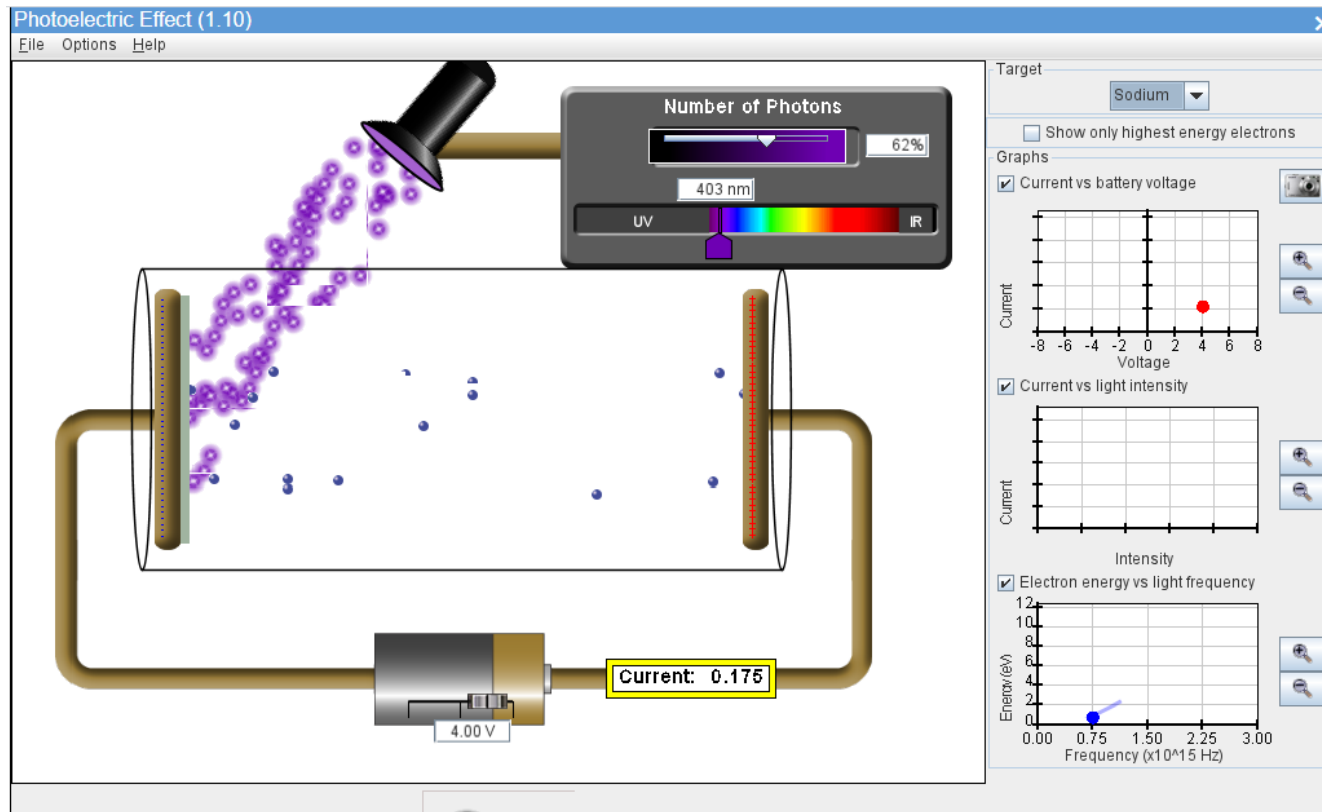 Photoelectric Effect (1.10)
File Options Help
Number of Photons
62%
403 nm
UV
IR
Current: 0.175
4.00 V
Target
Sodium
Show only highest energy electrons
Graphs
Current vs battery voltage
Current
-8 -6 -4 -2 0 2 4 6 8
Voltage
Current vs light intensity
Current
Intensity
Electron energy vs light frequency
Energy (eV)
12
10
8
6
4
2
0
0.00 0.75 1.50 2.25 3.00
Frequency (x10^15 Hz)